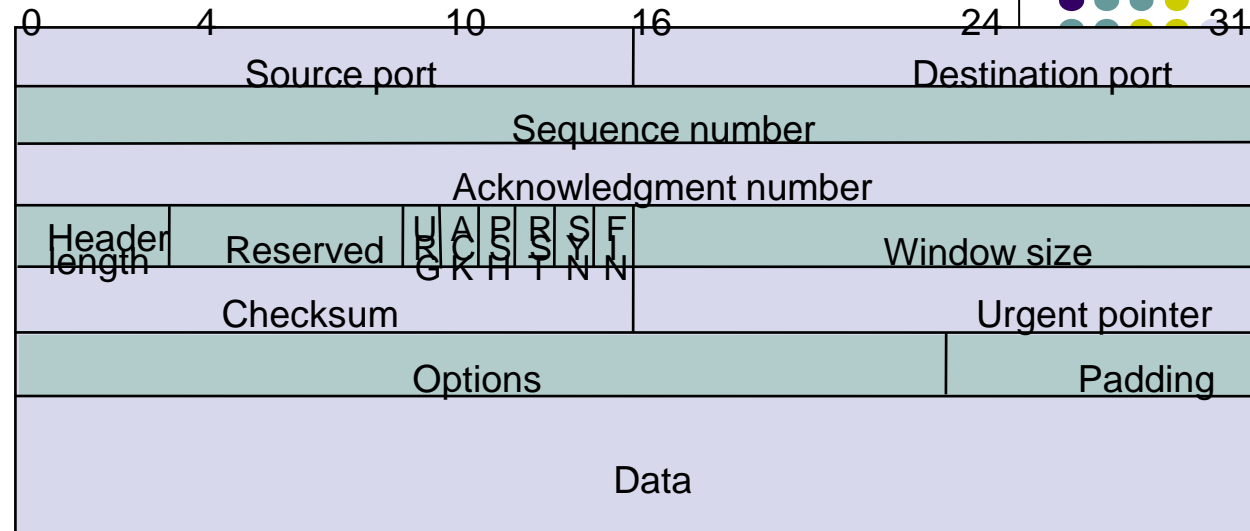 0 4 10 16 24 31
Source port Destination port
Sequence number
Acknowledgment number
Header length Reserved URG ACK PSH RST SYN FIN Window size
Checksum Urgent pointer
Options Padding
Data